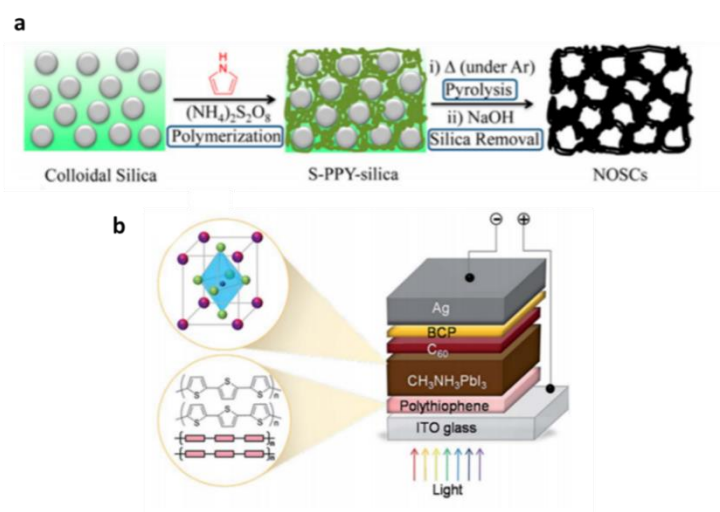 a
H
N
(NH₄)₂S₂O₈
Polymerization
i) Δ (under Ar)
Pyrolysis
ii) NaOH
Silica Removal
Colloidal Silica
S-PPY-silica
NOSCs
b
Ag
BCP
C₆₀
CH₃NH₃PbI₃
Polythiophene
ITO glass
Light
S
S
S
n
S
S
S
n
n
n